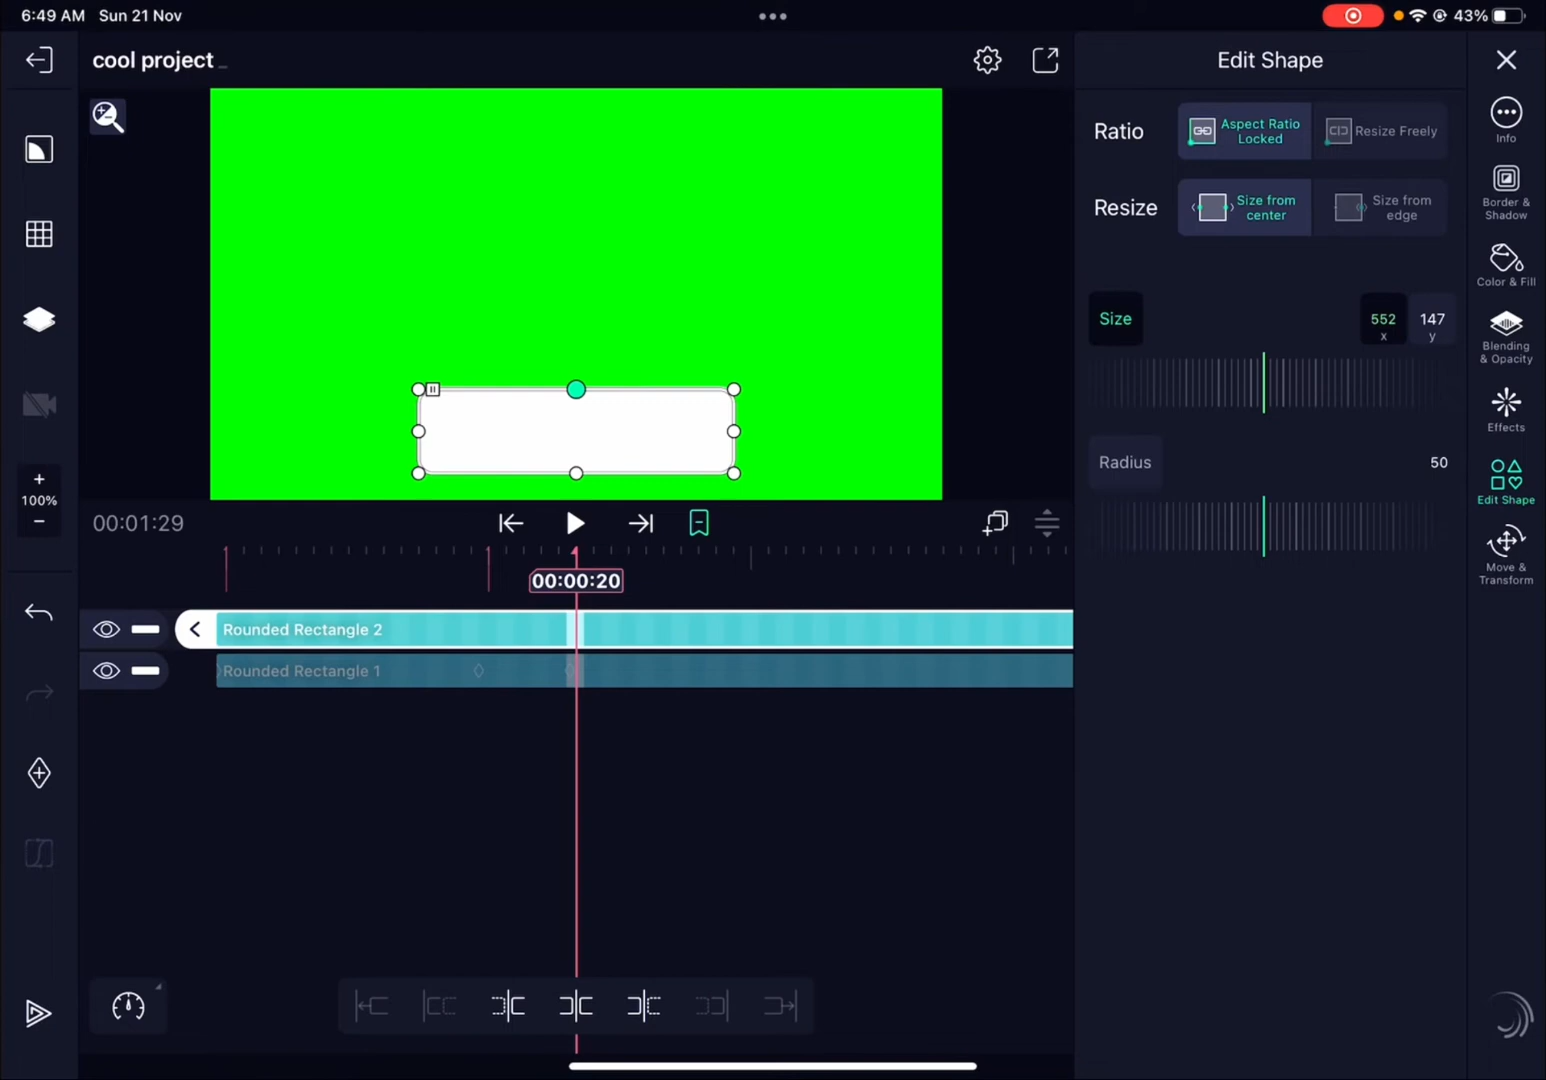 6:49 AM Sun 21 Nov
43%
cool project _
Edit Shape
Ratio
Aspect Ratio
Locked
Resize Freely
Info
Resize
Size from
center
Size from
edge
Border &
Shadow
Color & Fill
Size
552
x
147
y
Blending
& Opacity
Effects
Radius
50
Edit Shape
+
100%
−
00:01:29
Move &
Transform
00:00:20
Rounded Rectangle 2
Rounded Rectangle 1